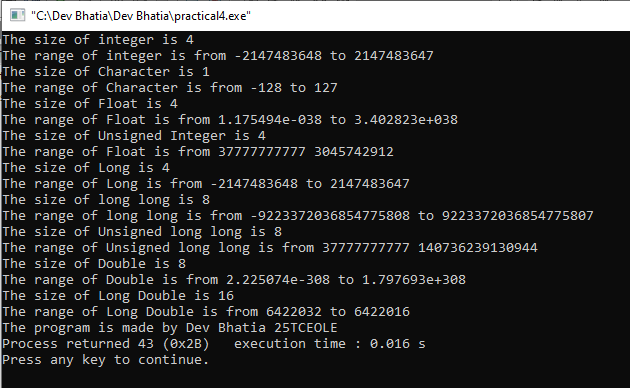 "C:\Dev Bhatia\Dev Bhatia\practical4.exe"
The size of integer is 4
The range of integer is from -2147483648 to 2147483647
The size of Character is 1
The range of Character is from -128 to 127
The size of Float is 4
The range of Float is from 1.175494e-038 to 3.402823e+038
The size of Unsigned Integer is 4
The range of Float is from 37777777777 3045742912
The size of Long is 4
The range of Long is from -2147483648 to 2147483647
The size of long long is 8
The range of long long is from -9223372036854775808 to 9223372036854775807
The size of Unsigned long long is 8
The range of Unsigned long long is from 37777777777 140736239130944
The size of Double is 8
The range of Double is from 2.225074e-308 to 1.797693e+308
The size of Long Double is 16
The range of Long Double is from 6422032 to 6422016
The program is made by Dev Bhatia 25TCEOLE
Process returned 43 (0x2B)   execution time : 0.016 s
Press any key to continue.